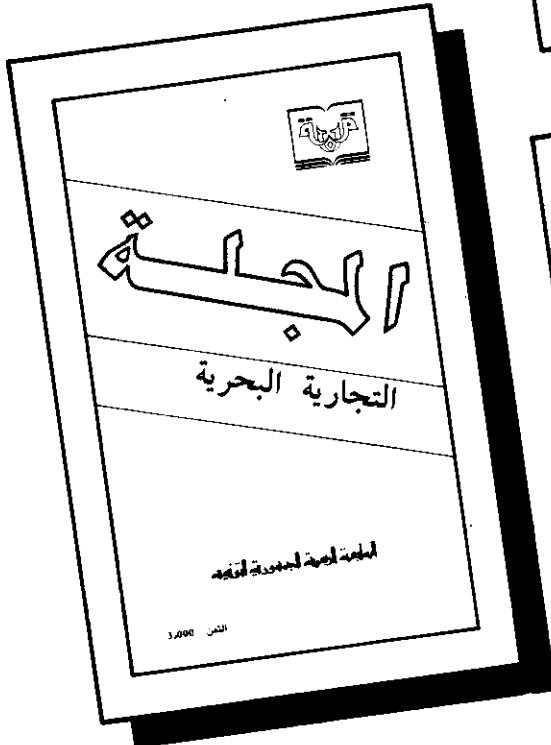 المجلة
التجارية البحرية
المطبعة الرسمية للجمهورية التونسية
الثمن 3,000